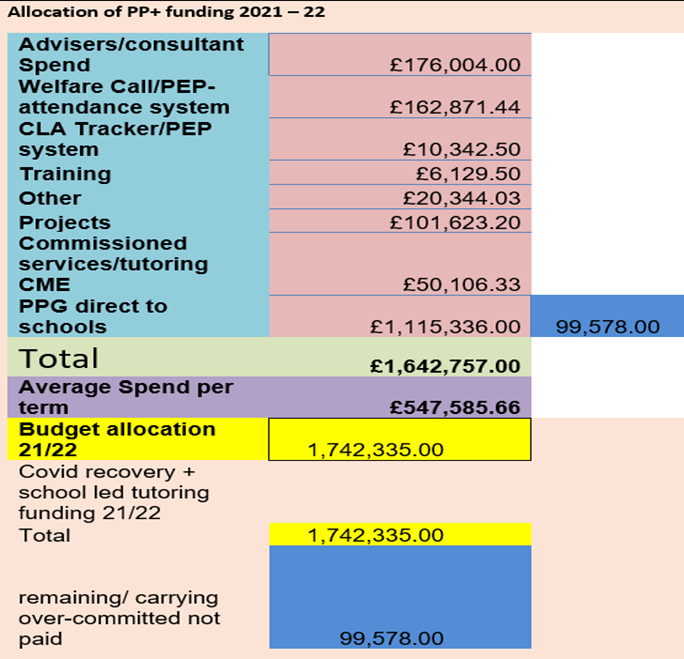 Allocation of PP+ funding 2021 – 22
Advisers/consultant
Spend £176,004.00
Welfare Call/PEP-
attendance system £162,871.44
CLA Tracker/PEP
system £10,342.50
Training £6,129.50
Other £20,344.03
Projects £101,623.20
Commissioned
services/tutoring
CME £50,106.33
PPG direct to
schools £1,115,336.00 99,578.00
Total £1,642,757.00
Average Spend per
term £547,585.66
Budget allocation
21/22 1,742,335.00
Covid recovery +
school led tutoring
funding 21/22
Total 1,742,335.00
remaining/ carrying
over-committed not
paid 99,578.00